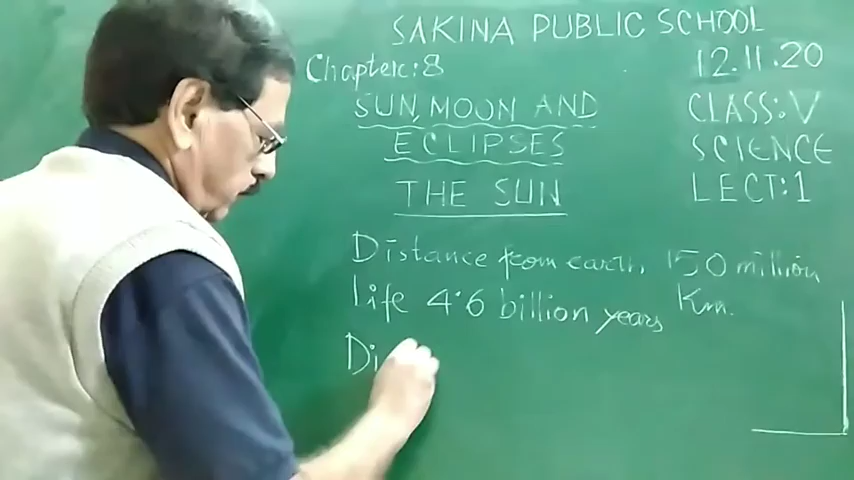 SAKINA PUBLIC SCHOOL
Chapter:8
12.11.20
SUN, MOON AND
CLASS:V
ECLIPSES
SCIENCE
THE SUN
LECT:1
Distance from earth, 150 million
Km.
life 4.6 billion years
Di